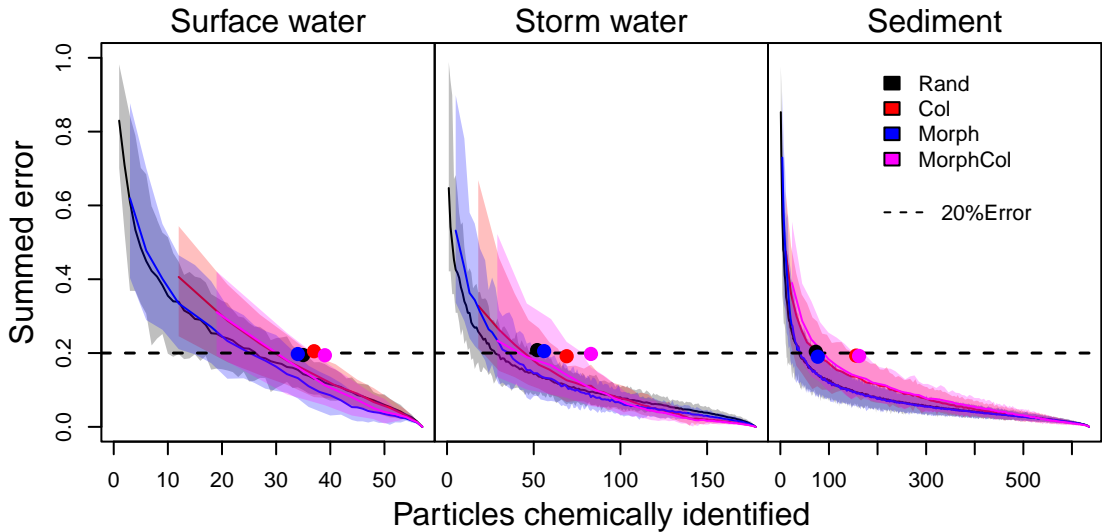 Surface water Storm water Sediment
Summed error
0.0 0.2 0.4 0.6 0.8 1.0
Rand
Col
Morph
MorphCol
20%Error
0 10 20 30 40 50 0 50 100 150 0 100 300 500
Particles chemically identified